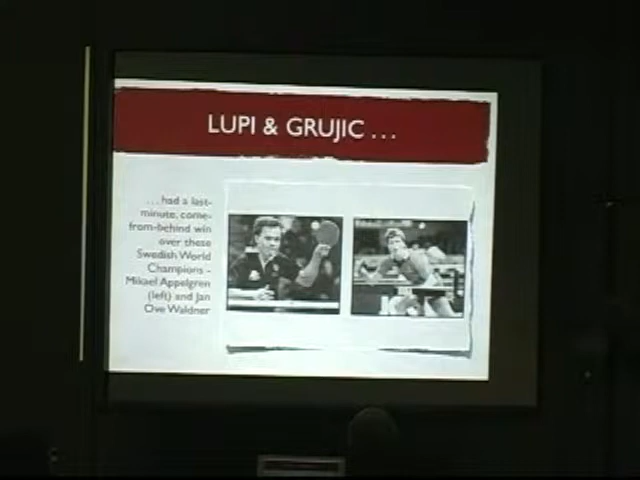 LUPI & GRUJIC ...
... had a last-
minute, come-
from-behind win
over these
Swedish World
Champions -
Mikael Appelgren
(left) and Jan
Ove Waldner